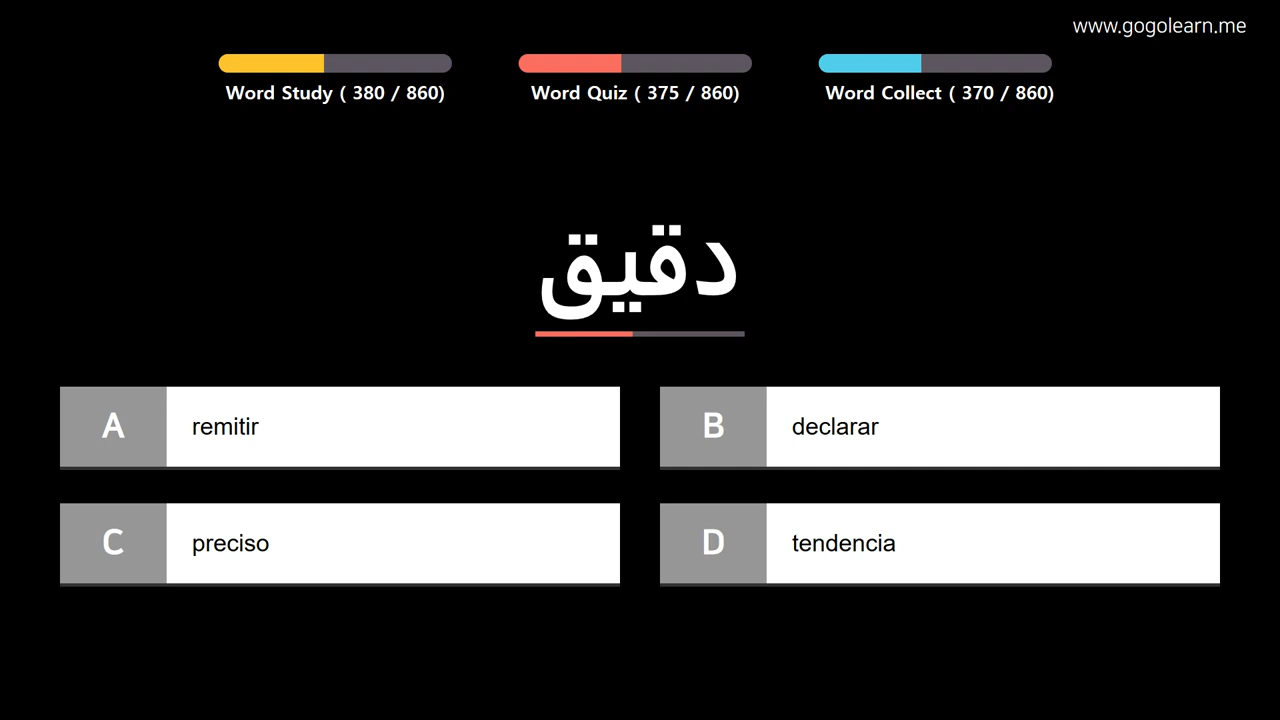 www.gogolearn.me
Word Study ( 380 / 860)
Word Quiz ( 375 / 860)
Word Collect ( 370 / 860)
دقيق
A remitir
B declarar
C preciso
D tendencia